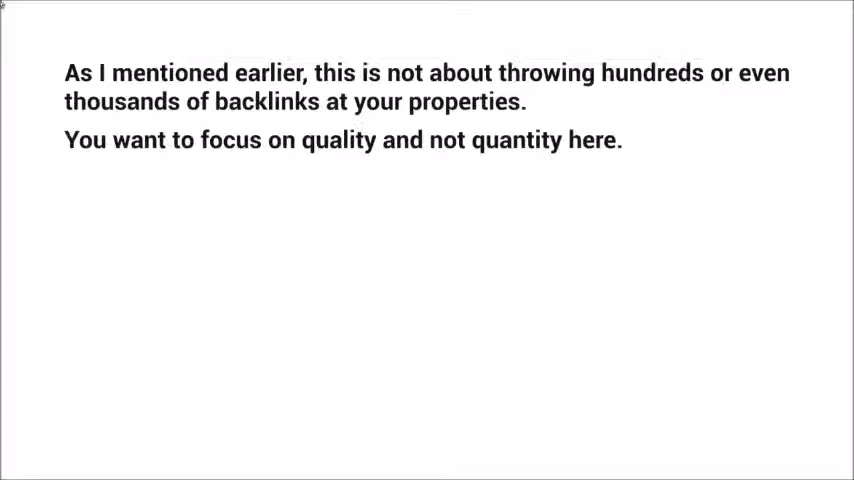 As I mentioned earlier, this is not about throwing hundreds or even
thousands of backlinks at your properties.
You want to focus on quality and not quantity here.